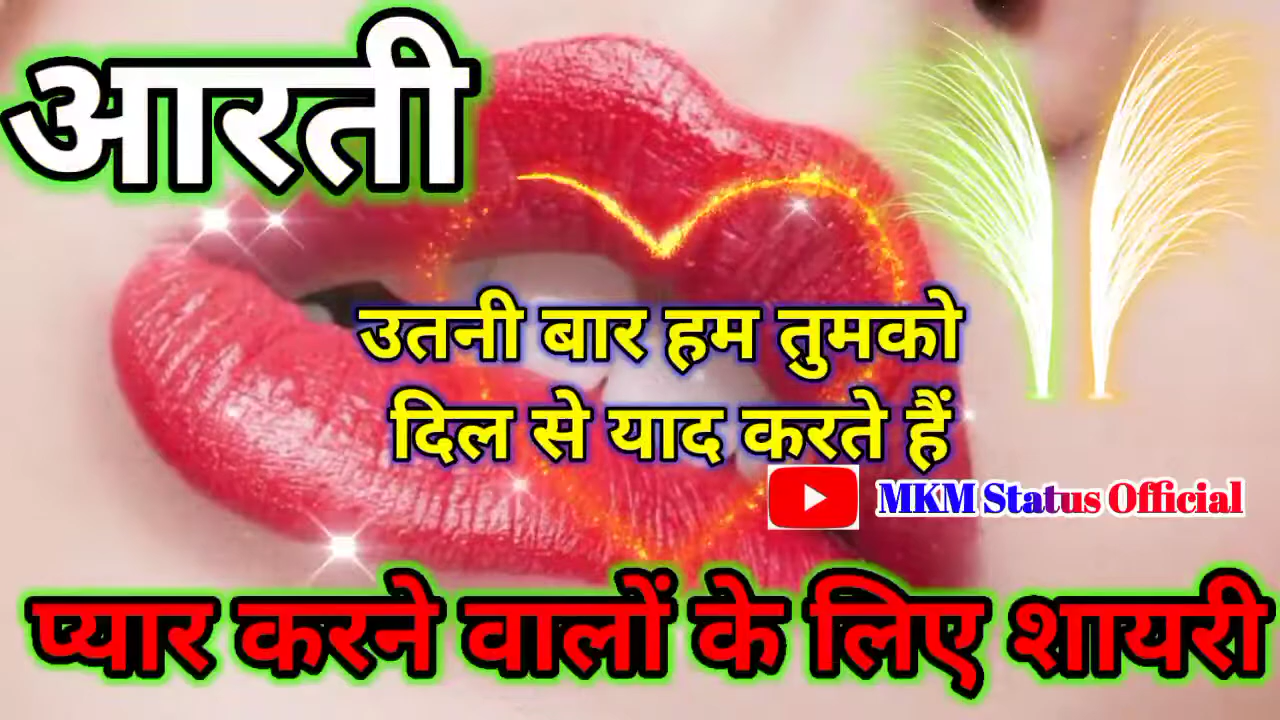 आरती
उतनी बार हम तुमको
दिल से याद करते हैं
MKM Status Official
प्यार करने वालों के लिए शायरी